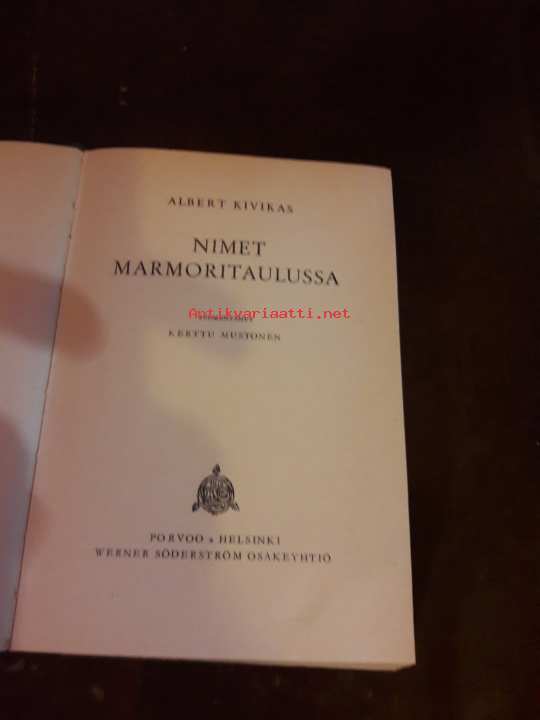 ALBERT KIVIKAS
NIMET
MARMORITAULUSSA
Antikvariaatti.net
KERTTU MUSTONEN
PORVOO • HELSINKI
WERNER SÖDERSTRÖM OSAKEYHTIÖ